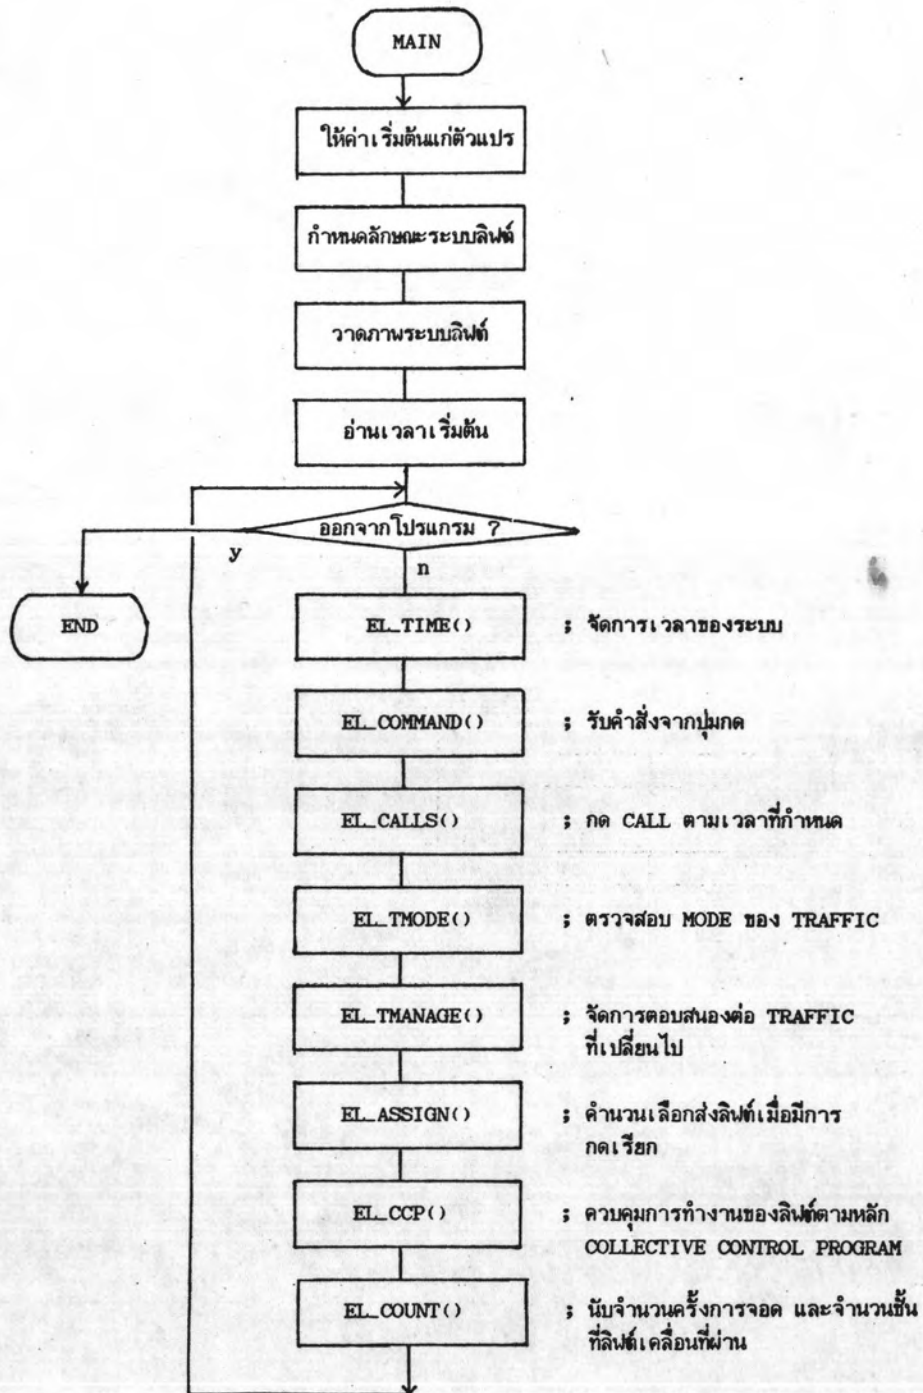 MAIN
ให้ค่าเริ่มต้นแก่ตัวแปร
กำหนดลักษณะระบบลิฟต์
วาดภาพระบบลิฟต์
อ่านเวลาเริ่มต้น
ออกจากโปรแกรม ?
y
n
END
EL_TIME()
; จัดการเวลาของระบบ
EL_COMMAND()
; รับคำสั่งจากปุ่มกด
EL_CALLS()
; กด CALL ตามเวลาที่กำหนด
EL_TMODE()
; ตรวจสอบ MODE ของ TRAFFIC
EL_TMANAGE()
; จัดการตอบสนองต่อ TRAFFIC
ที่เปลี่ยนไป
EL_ASSIGN()
; คำนวนเลือกส่งลิฟต์เมื่อมีการ
กดเรียก
EL_CCP()
; ควบคุมการทำงานของลิฟต์ตามหลัก
COLLECTIVE CONTROL PROGRAM
EL_COUNT()
; นับจำนวนครั้งการจอด และจำนวนชั้น
ที่ลิฟต์เคลื่อนที่ผ่าน